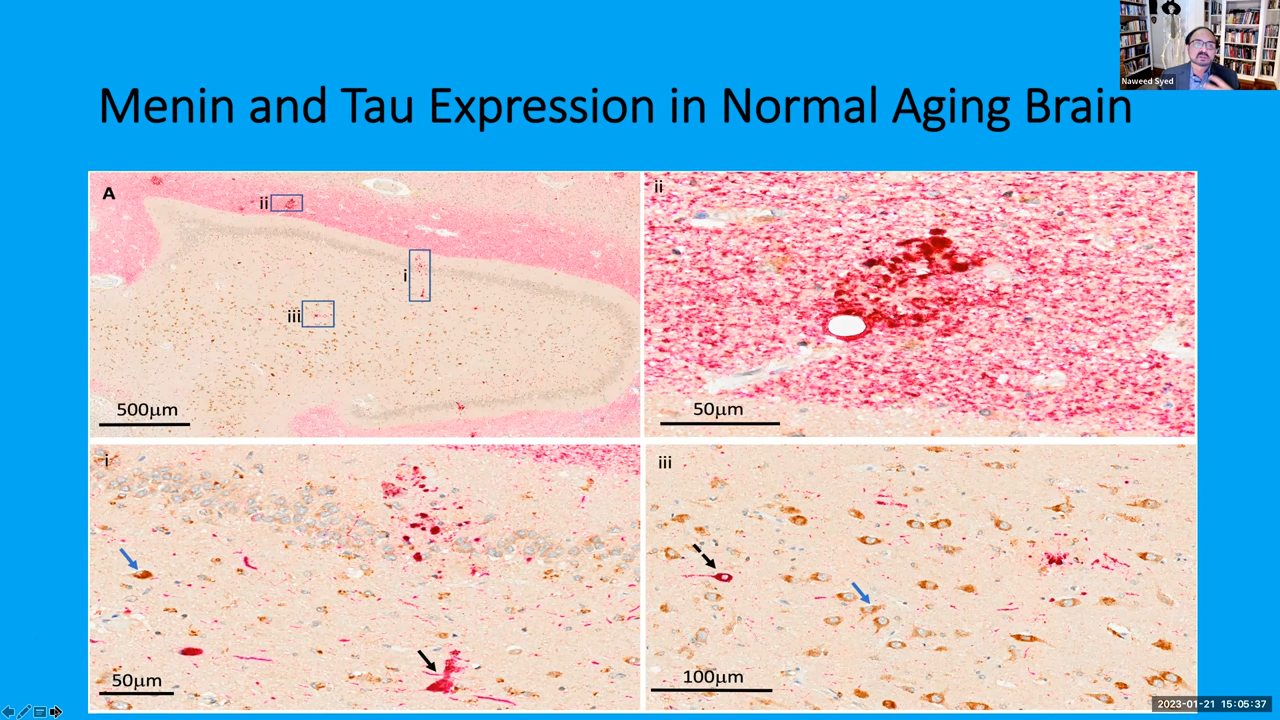 Naweed Syed
Menin and Tau Expression in Normal Aging Brain
A
ii
i
iii
500μm
ii
50μm
i
50μm
iii
100μm
2023-01-21 15:05:37